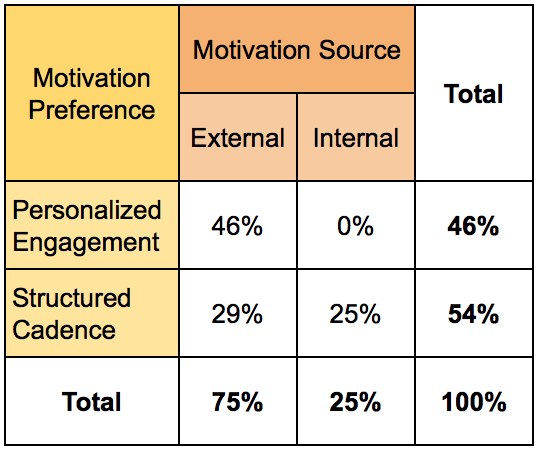 Motivation
Preference
Motivation Source
Total
External
Internal
Personalized
Engagement
46%
0%
46%
Structured
Cadence
29%
25%
54%
Total
75%
25%
100%